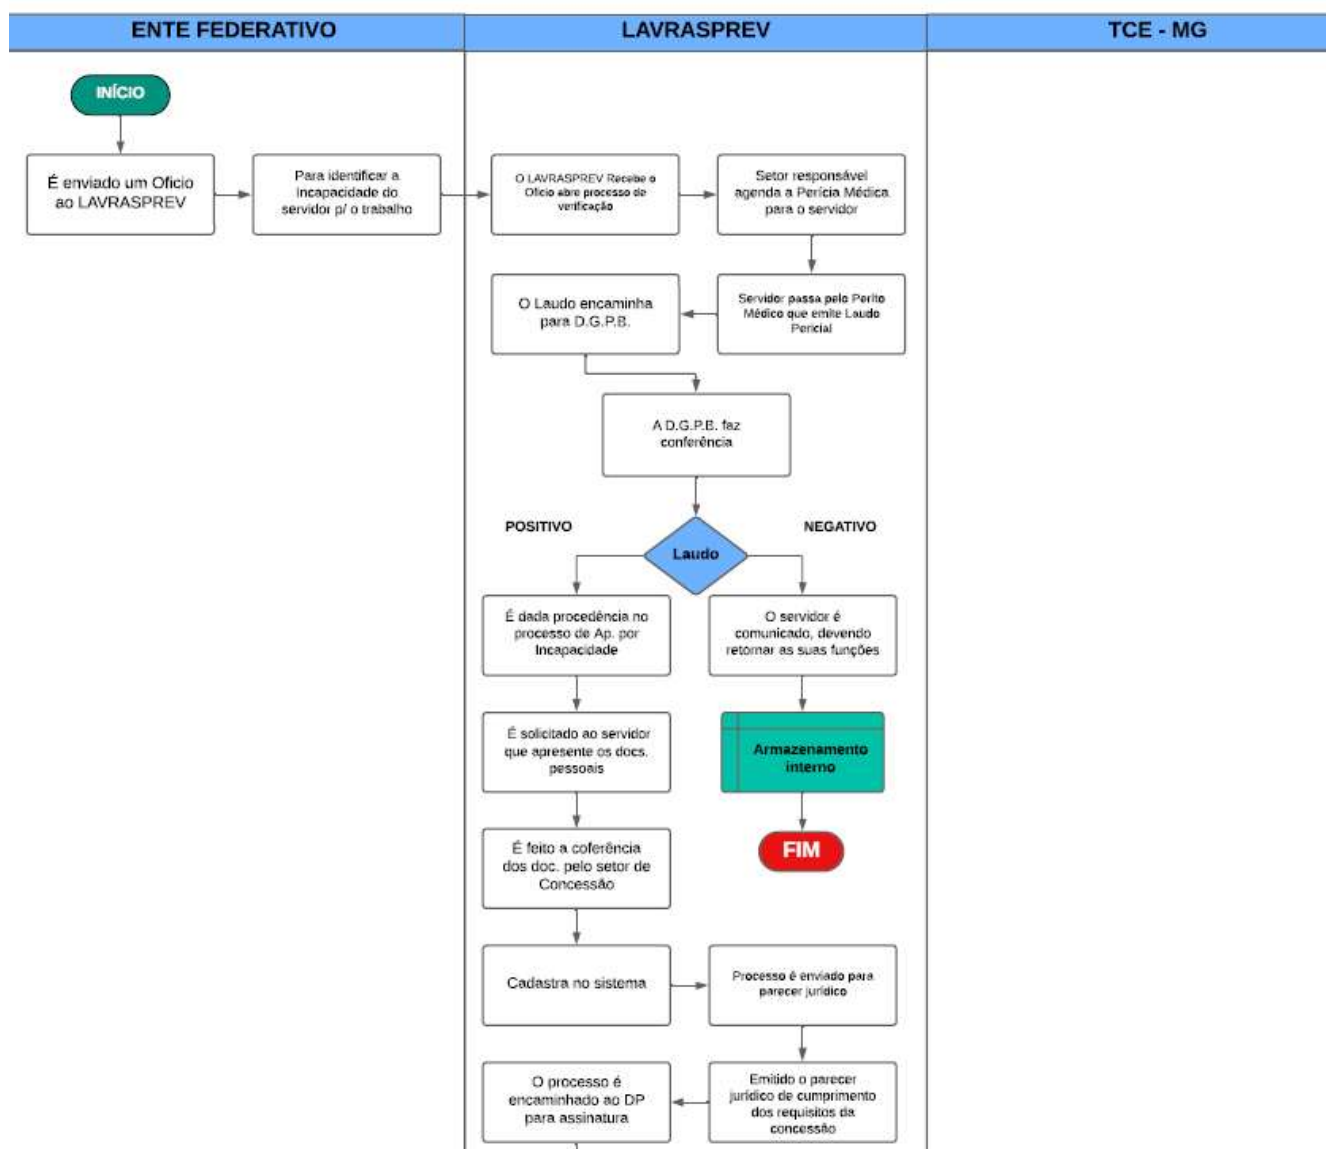 ENTE FEDERATIVO
LAVRASPREV
TCE - MG
INÍCIO
É enviado um Oficio
ao LAVRASPREV
Para identificar a
Incapacidade do
servidor p/ o trabalho
O LAVRASPREV Recebe o
Oficio abre processo de
verificação
Setor responsável
agenda a Perícia Médica
para o servidor
Servidor passa pelo Perito
Médico que emite Laudo
Pericial
O Laudo encaminha
para D.G.P.B.
A D.G.P.B. faz
conferência
POSITIVO
NEGATIVO
Laudo
É dada procedência no
processo de Ap. por
Incapacidade
O servidor é
comunicado, devendo
retornar as suas funções
É solicitado ao servidor
que apresente os docs.
pessoais
Armazenamento
interno
É feito a coferência
dos doc. pelo setor de
Concessão
FIM
Cadastra no sistema
Processo é enviado para
parecer jurídico
Emitido o parecer
jurídico de cumprimento
dos requisitos da
concessão
O processo é
encaminhado ao DP
para assinatura